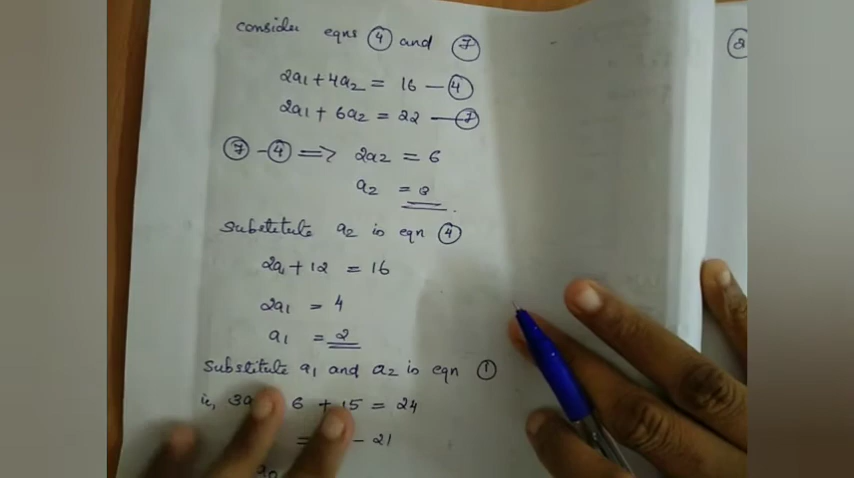 consider eqns ④ and ⑦
2a₁ + 4a₂ = 16 — ④
2a₁ + 6a₂ = 22 — ⑦
⑦ - ④ => 2a₂ = 6
a₂ =
Substitute a₂ in eqn ④
2a₁ + 12 = 16
2a₁ = 4
a₁ = 2
Substitute a₁ and a₂ in eqn ①
ie, 6 + 15 = 24
= - 21